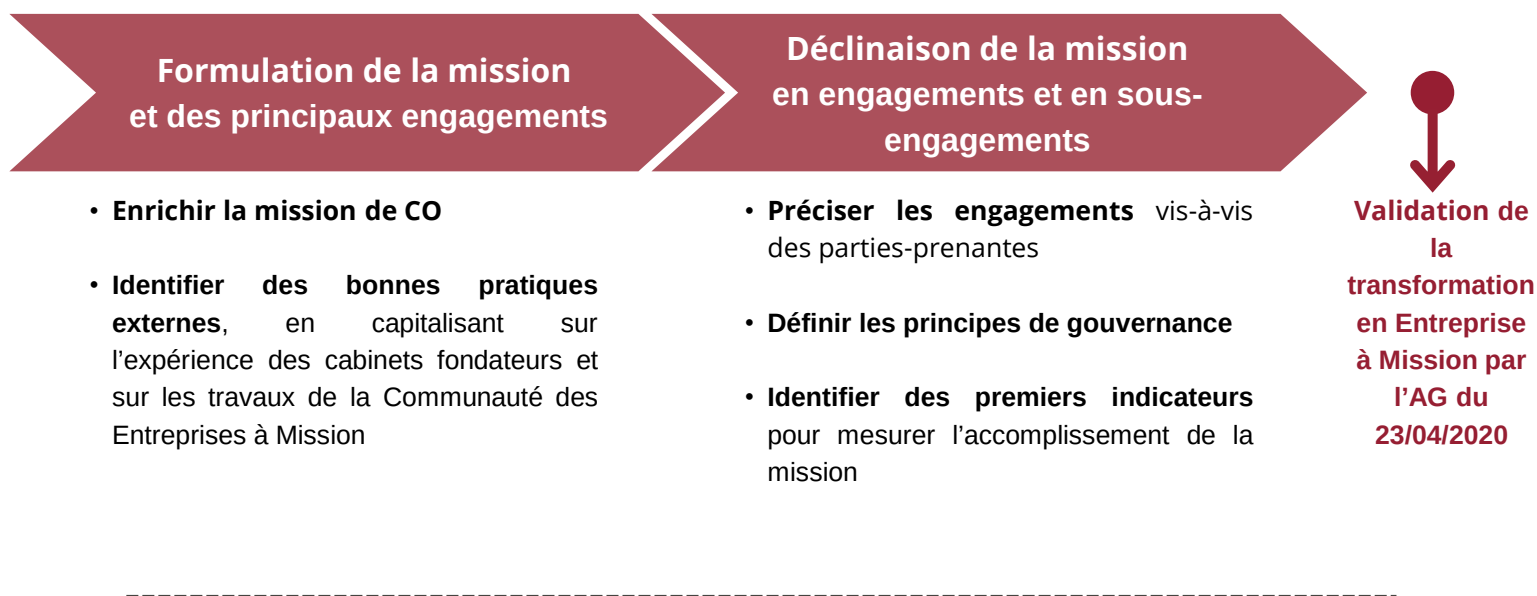 Formulation de la mission
et des principaux engagements
• Enrichir la mission de CO
• Identifier des bonnes pratiques
externes, en capitalisant sur
l’expérience des cabinets fondateurs et
sur les travaux de la Communauté des
Entreprises à Mission
Déclinaison de la mission
en engagements et en sous-
engagements
• Préciser les engagements vis-à-vis
des parties-prenantes
• Définir les principes de gouvernance
• Identifier des premiers indicateurs
pour mesurer l’accomplissement de la
mission
Validation de
la
transformation
en Entreprise
à Mission par
l’AG du
23/04/2020